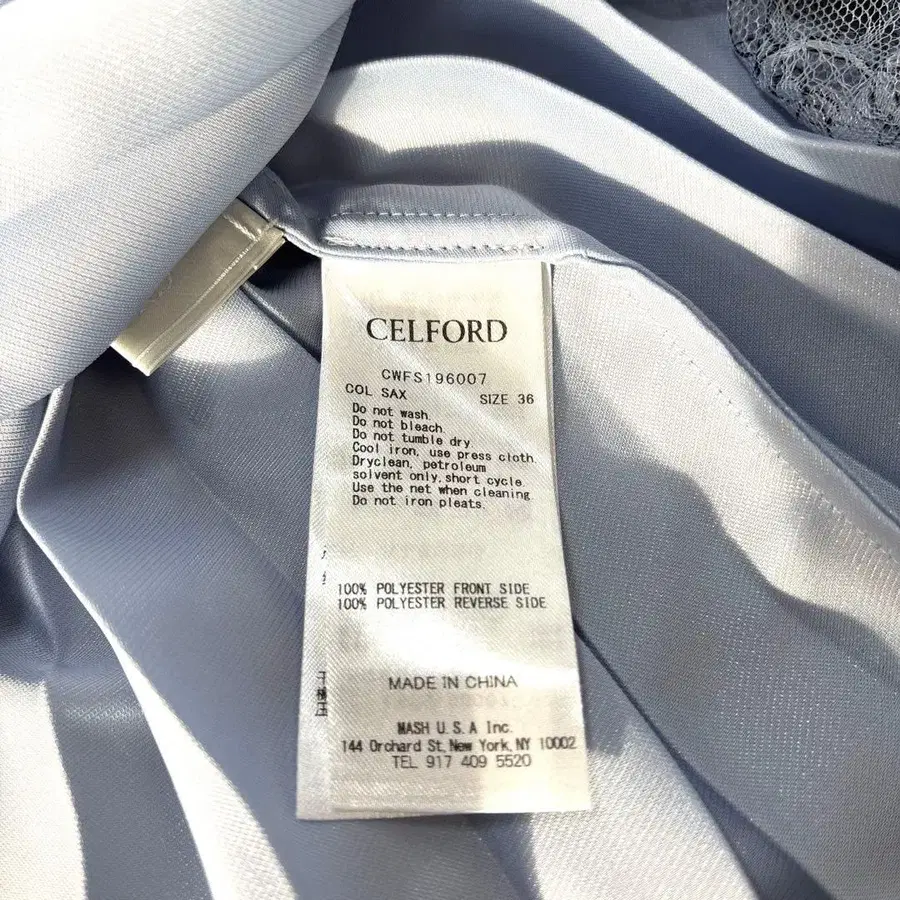 CELFORD
CWFS196007
COL SAX SIZE 36
Do not wash.
Do not bleach.
Do not tumble dry.
Cool iron, use press cloth.
Dryclean, petroleum
solvent only, short cycle.
Use the net when cleaning.
Do not iron pleats.
100% POLYESTER FRONT SIDE
100% POLYESTER REVERSE SIDE
MADE IN CHINA
MASH U.S.A Inc.
144 Orchard St, New York, NY 10002
TEL 917 409 5520